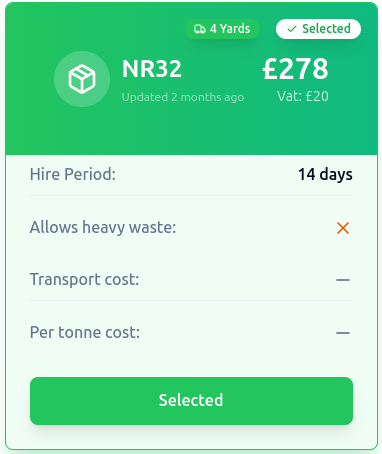 4 Yards
Selected
NR32
£278
Updated 2 months ago
Vat: £20
Hire Period:
14 days
Allows heavy waste:
Transport cost:
—
Per tonne cost:
—
Selected